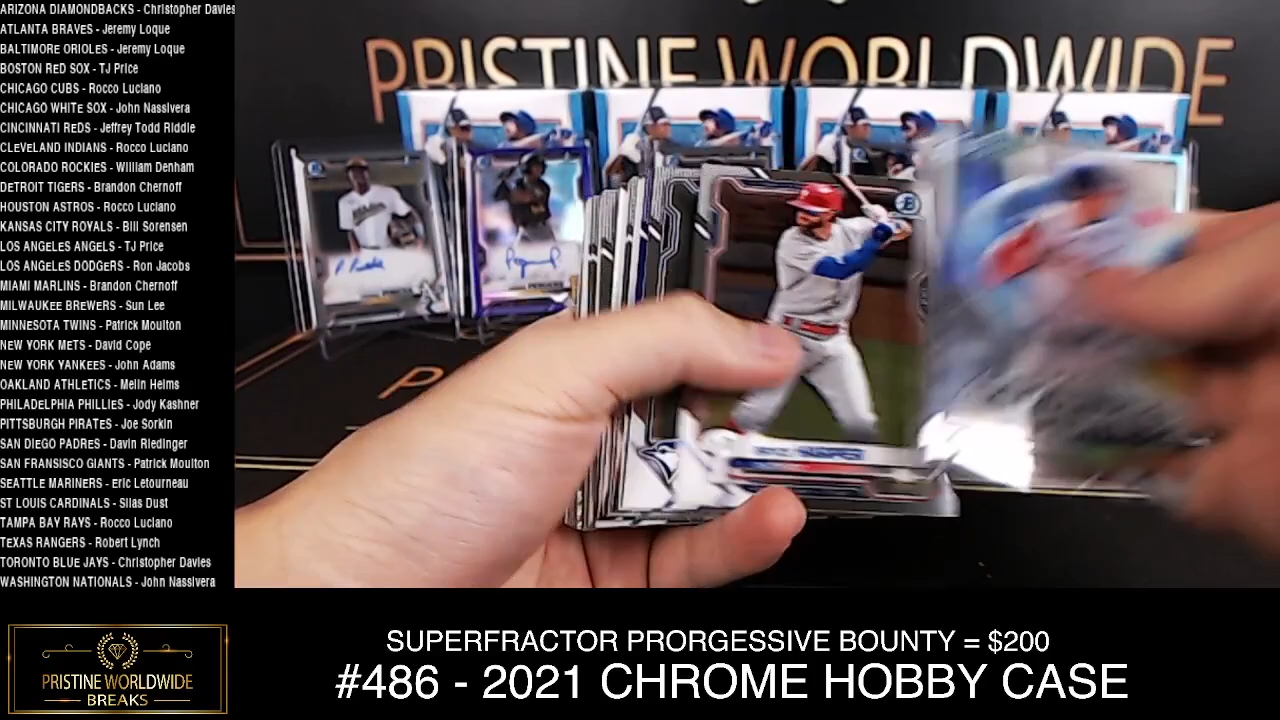 ARIZONA DIAMONDBACKS - Christopher Davies
ATLANTA BRAVES - Jeremy Loque
BALTIMORE ORIOLES - Jeremy Loque
BOSTON RED SOX - TJ Price
CHICAGO CUBS - Rocco Luciano
CHICAGO WHITE SOX - John Nassivera
CINCINNATI REDS - Jeffrey Todd Riddle
CLEVELAND INDIANS - Rocco Luciano
COLORADO ROCKIES - William Denham
DETROIT TIGERS - Brandon Chernoff
HOUSTON ASTROS - Rocco Luciano
KANSAS CITY ROYALS - Bill Sorensen
LOS ANGELES ANGELS - TJ Price
LOS ANGELES DODGERS - Ron Jacobs
MIAMI MARLINS - Brandon Chernoff
MILWAUKEE BREWERS - Sun Lee
MINNESOTA TWINS - Patrick Moulton
NEW YORK METS - David Cope
NEW YORK YANKEES - John Adams
OAKLAND ATHLETICS - Melin Helms
PHILADELPHIA PHILLIES - Jody Kashner
PITTSBURGH PIRATES - Joe Sorkin
SAN DIEGO PADRES - Davin Riedinger
SAN FRANSISCO GIANTS - Patrick Moulton
SEATTLE MARINERS - Eric Letourneau
ST LOUIS CARDINALS - Silas Dust
TAMPA BAY RAYS - Rocco Luciano
TEXAS RANGERS - Robert Lynch
TORONTO BLUE JAYS - Christopher Davies
WASHINGTON NATIONALS - John Nassivera
PRISTINE WORLDWIDE
HARPER
PRISTINE WORLDWIDE
BREAKS
SUPERFRACTOR PRORGESSIVE BOUNTY = $200
#486 - 2021 CHROME HOBBY CASE